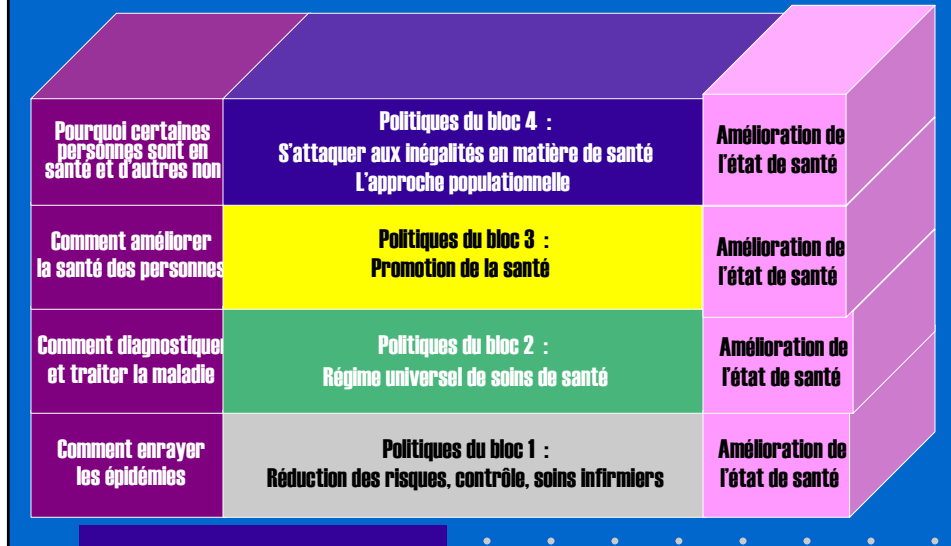 Pourquoi certaines
personnes sont en
santé et d'autres non
Politiques du bloc 4 :
S'attaquer aux inégalités en matière de santé
L'approche populationnelle
Amélioration de
l'état de santé
Comment améliorer
la santé des personnes
Politiques du bloc 3 :
Promotion de la santé
Amélioration de
l'état de santé
Comment diagnostiquer
et traiter la maladie
Politiques du bloc 2 :
Régime universel de soins de santé
Amélioration de
l'état de santé
Comment enrayer
les épidémies
Politiques du bloc 1 :
Réduction des risques, contrôle, soins infirmiers
Amélioration de
l'état de santé